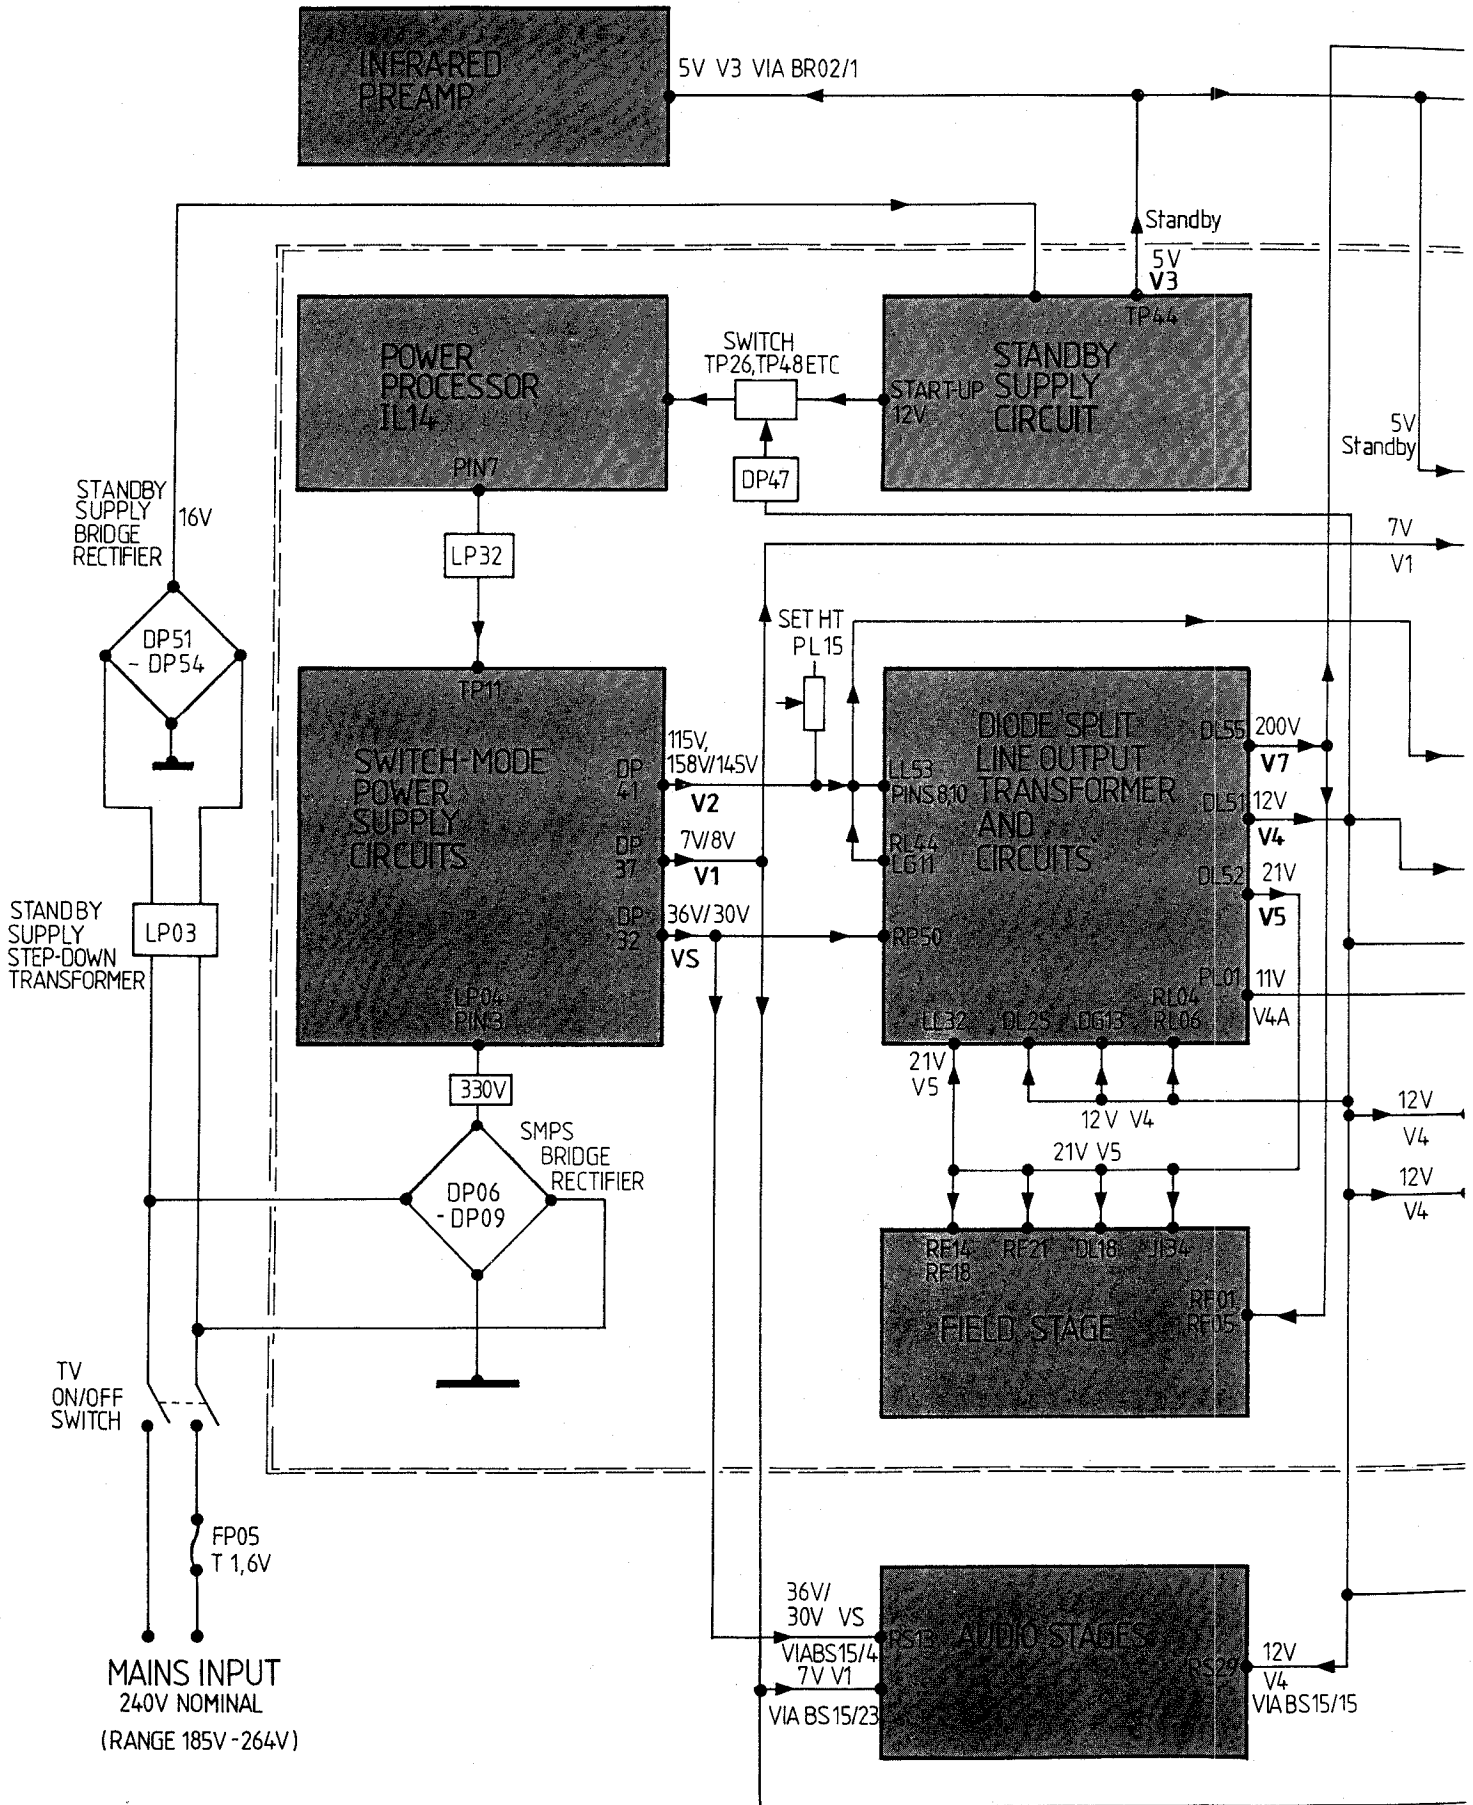 INFRA-RED
PREAMP
5V V3 VIA BR02/1
Standby
5V
V3
TP44
POWER
PROCESSOR
IL14
PIN7
SWITCH
TP26,TP48 ETC
START-UP
12V
STANDBY
SUPPLY
CIRCUIT
DP47
5V
Standby
STANDBY
SUPPLY
BRIDGE
RECTIFIER
16V
LP32
7V
V1
DP51
- DP54
SET HT
PL15
TP11
SWITCH-MODE
POWER
SUPPLY
CIRCUITS
DP
41
115V,
158V/145V
V2
DP
37
7V/8V
V1
DP
32
36V/30V
VS
LP04
PIN3
LL53
PINS 8,10
RL44
LG11
RP50
DIODE SPLIT
LINE OUTPUT
TRANSFORMER
AND
CIRCUITS
DL55
200V
V7
DL51
12V
V4
DL52
21V
V5
PL01
11V
V4A
LL32
DL25
DG13
RL04
RL06
STANDBY
SUPPLY
STEP-DOWN
TRANSFORMER
LP03
330V
SMPS
BRIDGE
RECTIFIER
DP06
-DP09
21V
V5
12V V4
21V V5
12V
V4
12V
V4
RF14
RF18
RF21
DL18
JI34
RF01
RF05
FIELD STAGE
TV
ON/OFF
SWITCH
FP05
T 1,6V
MAINS INPUT
240V NOMINAL
(RANGE 185V-264V)
36V/
30V VS
VIA BS15/4
7V V1
VIA BS15/23
RS13
AUDIO STAGES
RS29
12V
V4
VIA BS15/15